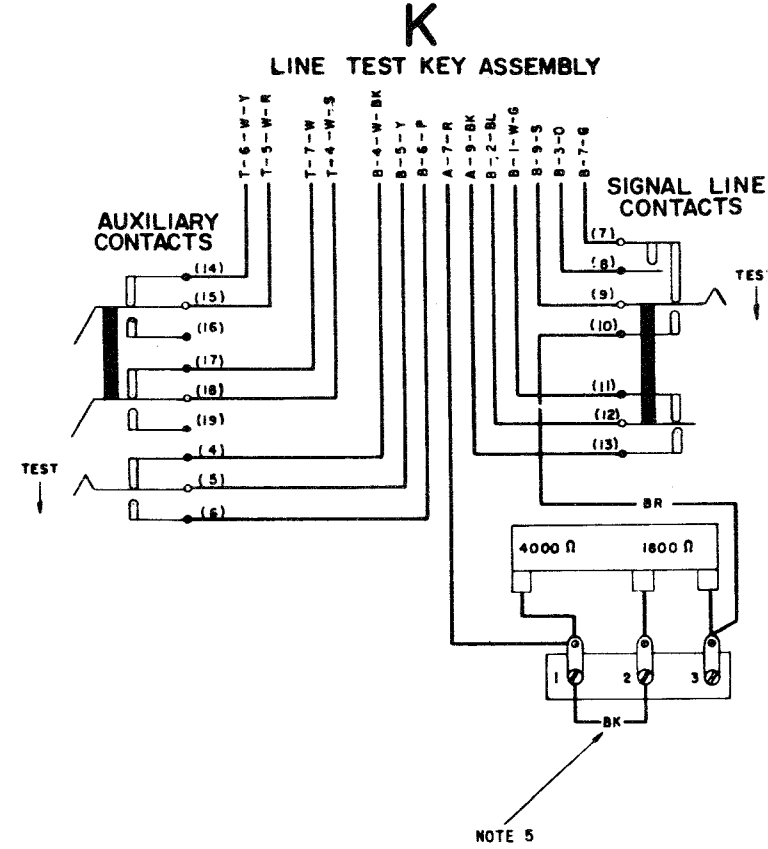 K
LINE TEST KEY ASSEMBLY
T-6-W-Y
T-5-W-R
T-7-W
T-4-W-S
B-4-W-BK
B-5-Y
B-6-P
A-7-R
A-9-BK
B-2-BL
B-1-W-G
B-9-S
B-3-O
B-7-G
AUXILIARY
CONTACTS
SIGNAL LINE
CONTACTS
(14)
(15)
(16)
(17)
(18)
(19)
(4)
(5)
(6)
TEST
(7)
(8)
(9)
(10)
(11)
(12)
(13)
TES
BR
4000 Ω 1600 Ω
1 2 3
BK
NOTE 5